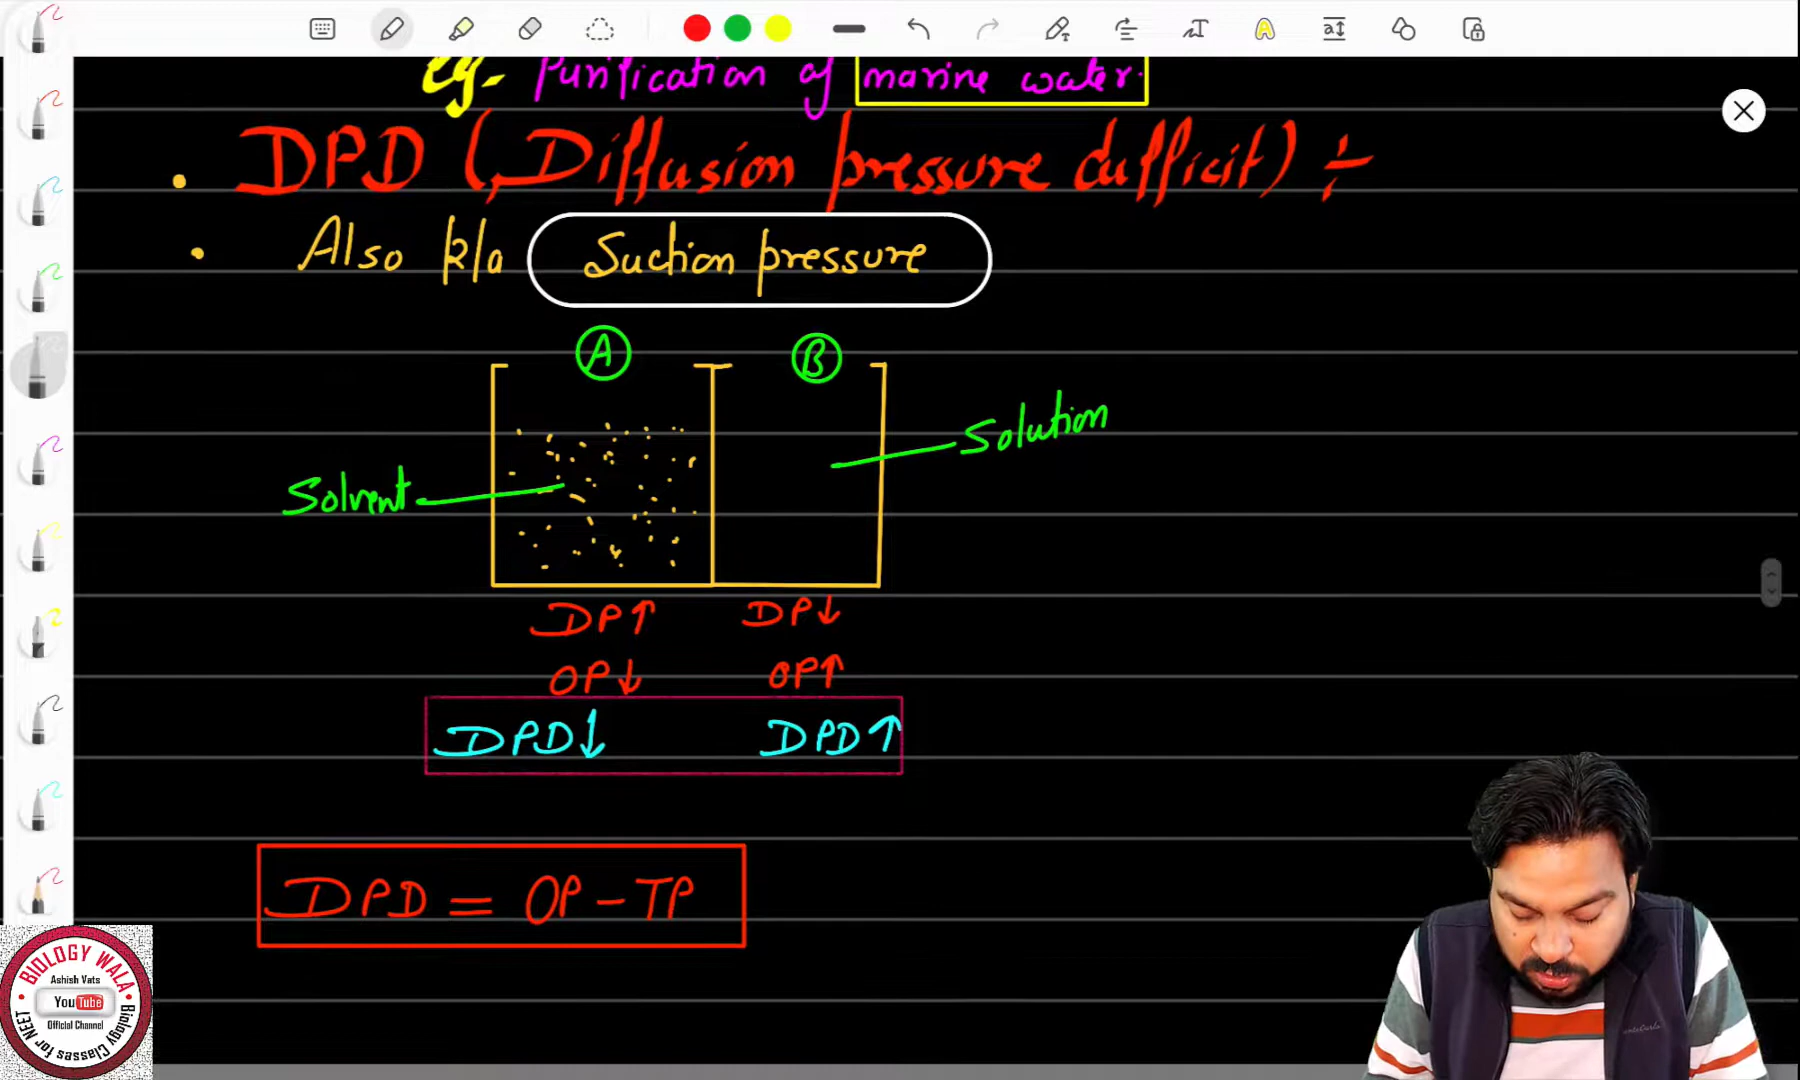 eg. Purification of marine water.
• DPD (Diffusion pressure dufficit) ÷
• Also k/a Suction pressure
A B
Solution
Solvent
DP↑ DP↓
OP↓ OP↑
DPD↓ DPD↑
DPD = OP - TP
BIOLOGY WALA
Ashish Vats
YouTube
Official Channel
Biology Classes for NEET